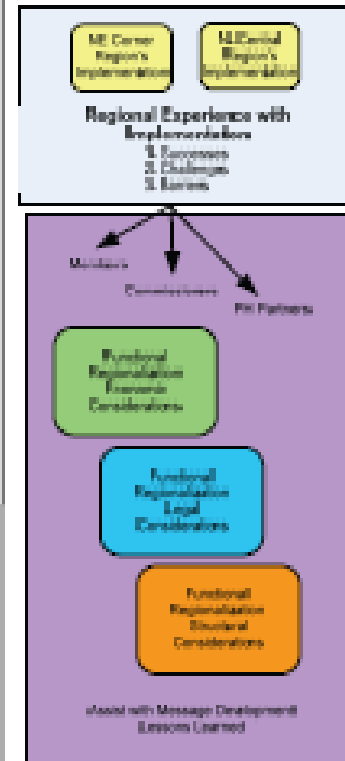 NE Corner
Region's
Implementation
N Central
Region's
Implementation
Regional Experience with
Implementation
1. Successes
2. Challenges
3. Barriers
Members
Commissioners
PH Partners
Functional
Regionalization
Economic
Considerations
Functional
Regionalization
Legal
Considerations
Functional
Regionalization
Structural
Considerations
Assist with Message Development/
Lessons Learned